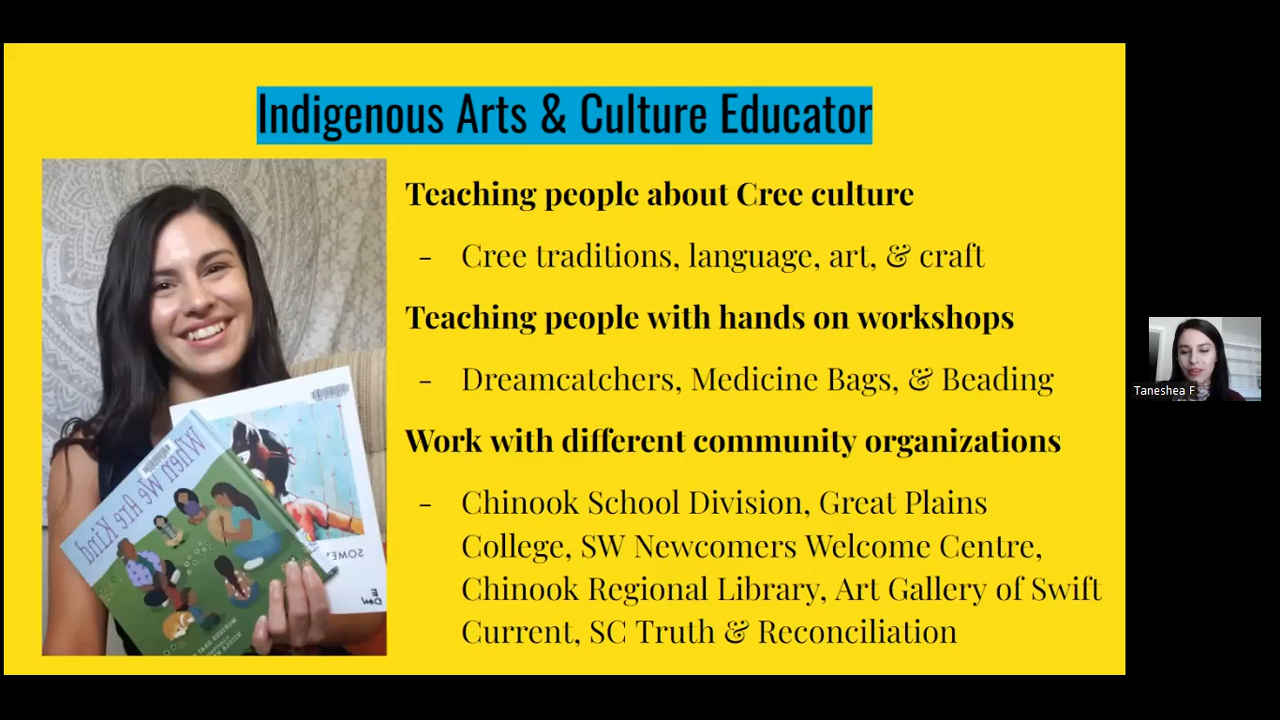 Indigenous Arts & Culture Educator
Teaching people about Cree culture
- Cree traditions, language, art, & craft
Teaching people with hands on workshops
- Dreamcatchers, Medicine Bags, & Beading
Work with different community organizations
- Chinook School Division, Great Plains
College, SW Newcomers Welcome Centre,
Chinook Regional Library, Art Gallery of Swift
Current, SC Truth & Reconciliation
When We Are Kind
SOME
E
Taneshea F